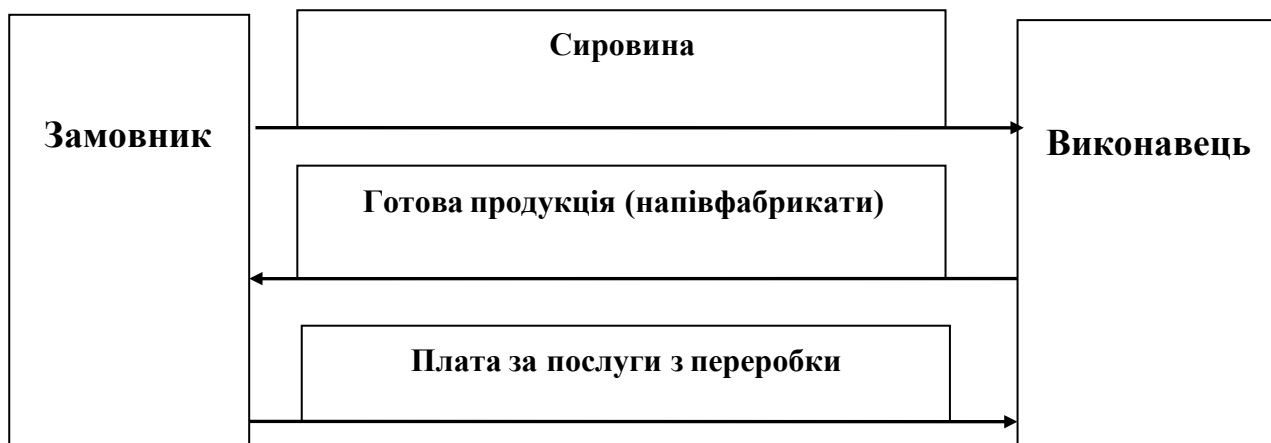 Замовник
Сировина
Готова продукція (напівфабрикати)
Плата за послуги з переробки
Виконавець